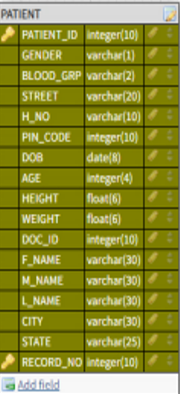 PATIENT
PATIENT_ID integer(10)
GENDER varchar(1)
BLOOD_GRP varchar(2)
STREET varchar(20)
H_NO varchar(10)
PIN_CODE integer(10)
DOB date(8)
AGE integer(4)
HEIGHT float(6)
WEIGHT float(6)
DOC_ID integer(10)
F_NAME varchar(30)
M_NAME varchar(30)
L_NAME varchar(30)
CITY varchar(30)
STATE varchar(25)
RECORD_NO integer(10)
Add field